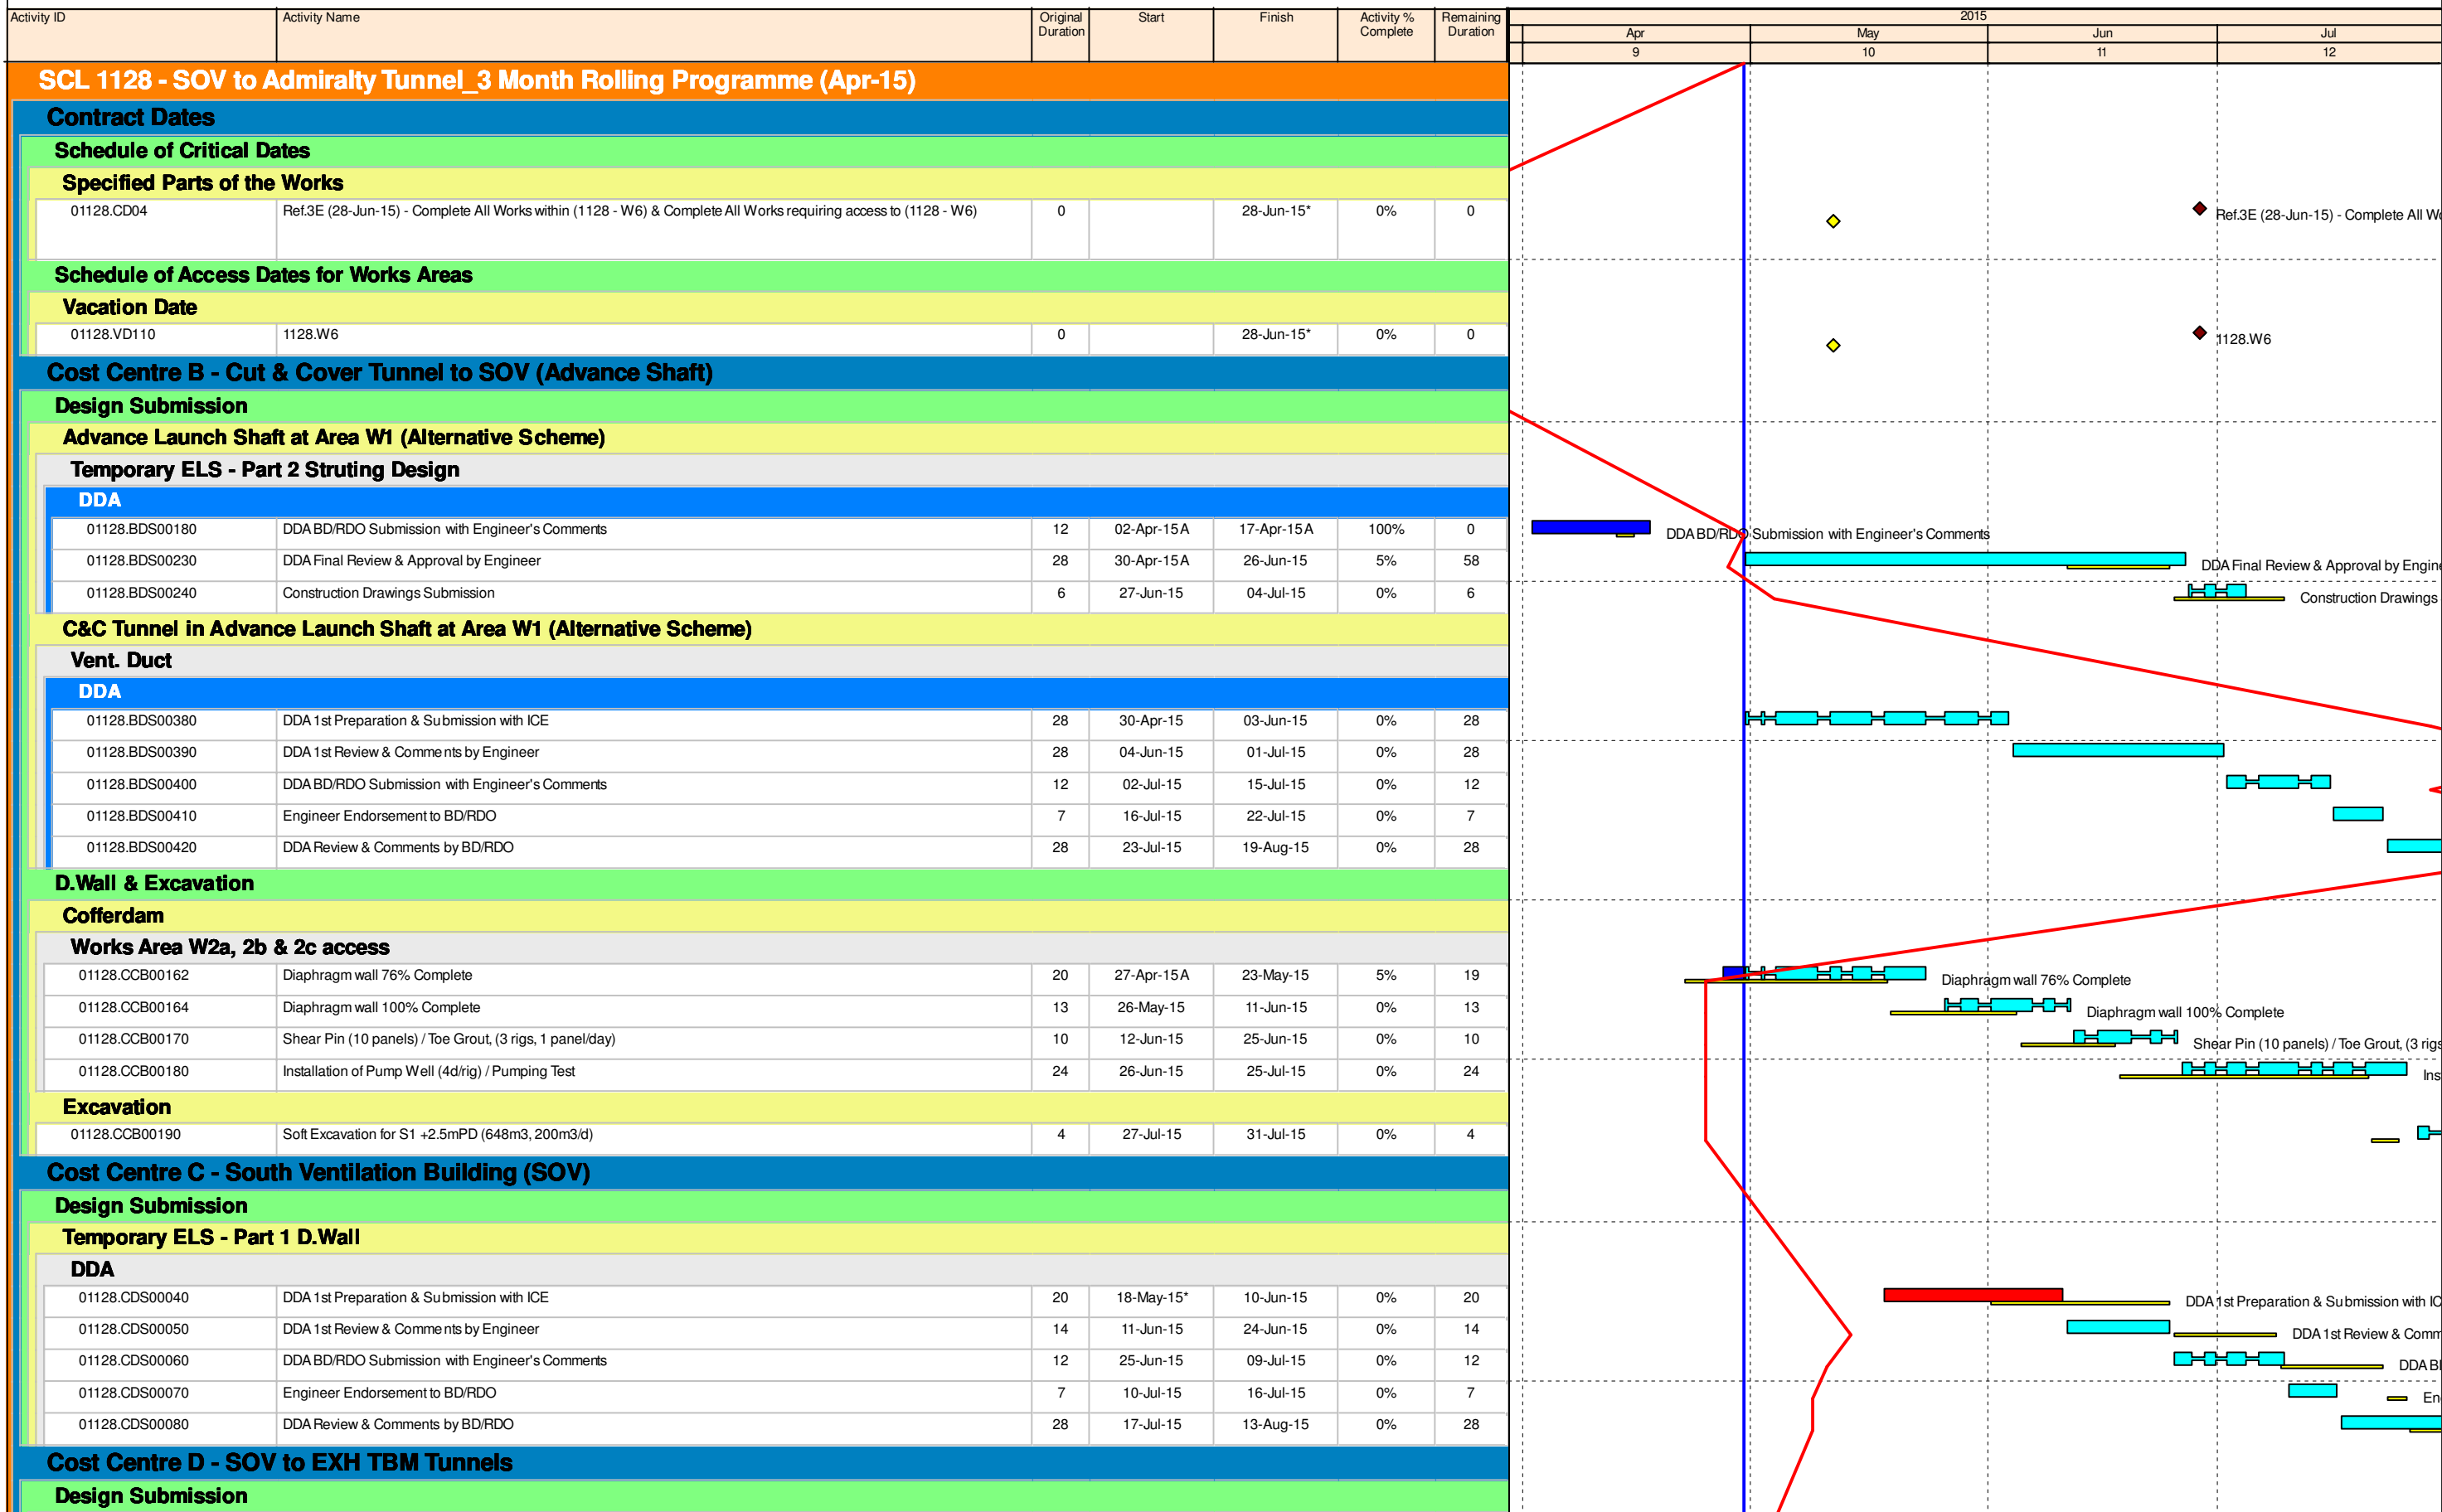 Activity ID Activity Name Original Duration Start Finish Activity % Complete Remaining Duration 2015
Apr May Jun Jul
9 10 11 12
SCL 1128 - SOV to Admiralty Tunnel_3 Month Rolling Programme (Apr-15)
Contract Dates
Schedule of Critical Dates
Specified Parts of the Works
01128.CD04 Ref.3E (28-Jun-15) - Complete All Works within (1128 - W6) & Complete All Works requiring access to (1128 - W6) 0 28-Jun-15* 0% 0 Ref.3E (28-Jun-15) - Complete All
Schedule of Access Dates for Works Areas
Vacation Date
01128.VD110 1128.W6 0 28-Jun-15* 0% 0 1128.W6
Cost Centre B - Cut & Cover Tunnel to SOV (Advance Shaft)
Design Submission
Advance Launch Shaft at Area W1 (Alternative Scheme)
Temporary ELS - Part 2 Struting Design
DDA
01128.BDS00180 DDA BD/RDO Submission with Engineer's Comments 12 02-Apr-15 A 17-Apr-15 A 100% 0 DDA BD/RDO Submission with Engineer's Comments
01128.BDS00230 DDA Final Review & Approval by Engineer 28 30-Apr-15 A 26-Jun-15 5% 58 DDA Final Review & Approval by Engine
01128.BDS00240 Construction Drawings Submission 6 27-Jun-15 04-Jul-15 0% 6 Construction Drawings
C&C Tunnel in Advance Launch Shaft at Area W1 (Alternative Scheme)
Vent. Duct
DDA
01128.BDS00380 DDA 1st Preparation & Submission with ICE 28 30-Apr-15 03-Jun-15 0% 28
01128.BDS00390 DDA 1st Review & Comments by Engineer 28 04-Jun-15 01-Jul-15 0% 28
01128.BDS00400 DDA BD/RDO Submission with Engineer's Comments 12 02-Jul-15 15-Jul-15 0% 12
01128.BDS00410 Engineer Endorsement to BD/RDO 7 16-Jul-15 22-Jul-15 0% 7
01128.BDS00420 DDA Review & Comments by BD/RDO 28 23-Jul-15 19-Aug-15 0% 28
D.Wall & Excavation
Cofferdam
Works Area W2a, 2b & 2c access
01128.CCB00162 Diaphragm wall 76% Complete 20 27-Apr-15 A 23-May-15 5% 19 Diaphragm wall 76% Complete
01128.CCB00164 Diaphragm wall 100% Complete 13 26-May-15 11-Jun-15 0% 13 Diaphragm wall 100% Complete
01128.CCB00170 Shear Pin (10 panels) / Toe Grout, (3 rigs, 1 panel/day) 10 12-Jun-15 25-Jun-15 0% 10 Shear Pin (10 panels) / Toe Grout, (3 rigs
01128.CCB00180 Installation of Pump Well (4d/rig) / Pumping Test 24 26-Jun-15 25-Jul-15 0% 24 Ins
Excavation
01128.CCB00190 Soft Excavation for S1 +2.5mPD (648m3, 200m3/d) 4 27-Jul-15 31-Jul-15 0% 4
Cost Centre C - South Ventilation Building (SOV)
Design Submission
Temporary ELS - Part 1 D.Wall
DDA
01128.CDS00040 DDA 1st Preparation & Submission with ICE 20 18-May-15* 10-Jun-15 0% 20 DDA 1st Preparation & Submission with IC
01128.CDS00050 DDA 1st Review & Comments by Engineer 14 11-Jun-15 24-Jun-15 0% 14 DDA 1st Review & Comm
01128.CDS00060 DDA BD/RDO Submission with Engineer's Comments 12 25-Jun-15 09-Jul-15 0% 12 DDA B
01128.CDS00070 Engineer Endorsement to BD/RDO 7 10-Jul-15 16-Jul-15 0% 7 En
01128.CDS00080 DDA Review & Comments by BD/RDO 28 17-Jul-15 13-Aug-15 0% 28
Cost Centre D - SOV to EXH TBM Tunnels
Design Submission